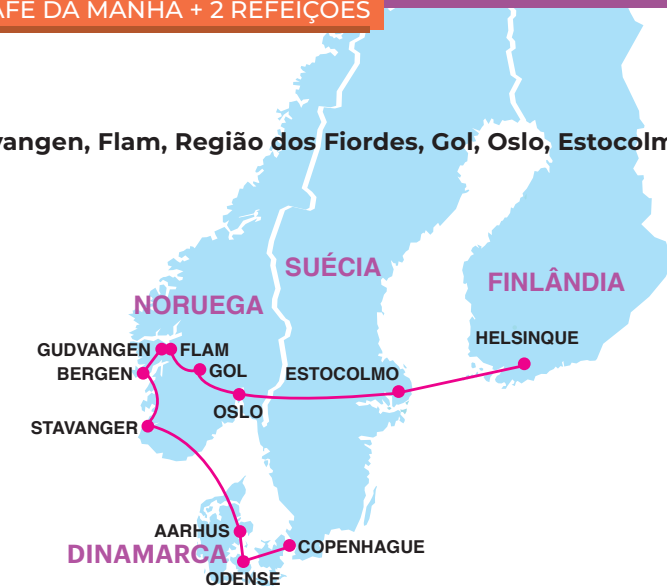 AFÉ DA MANHÃ + 2 REFEIÇÕES
vangen, Flam, Região dos Fiordes, Gol, Oslo, Estocolm
SUÉCIA
FINLÂNDIA
NORUEGA
HELSINQUE
GUDVANGEN
FLAM
BERGEN
GOL
ESTOCOLMO
OSLO
STAVANGER
AARHUS
COPENHAGUE
DINAMARCA
ODENSE